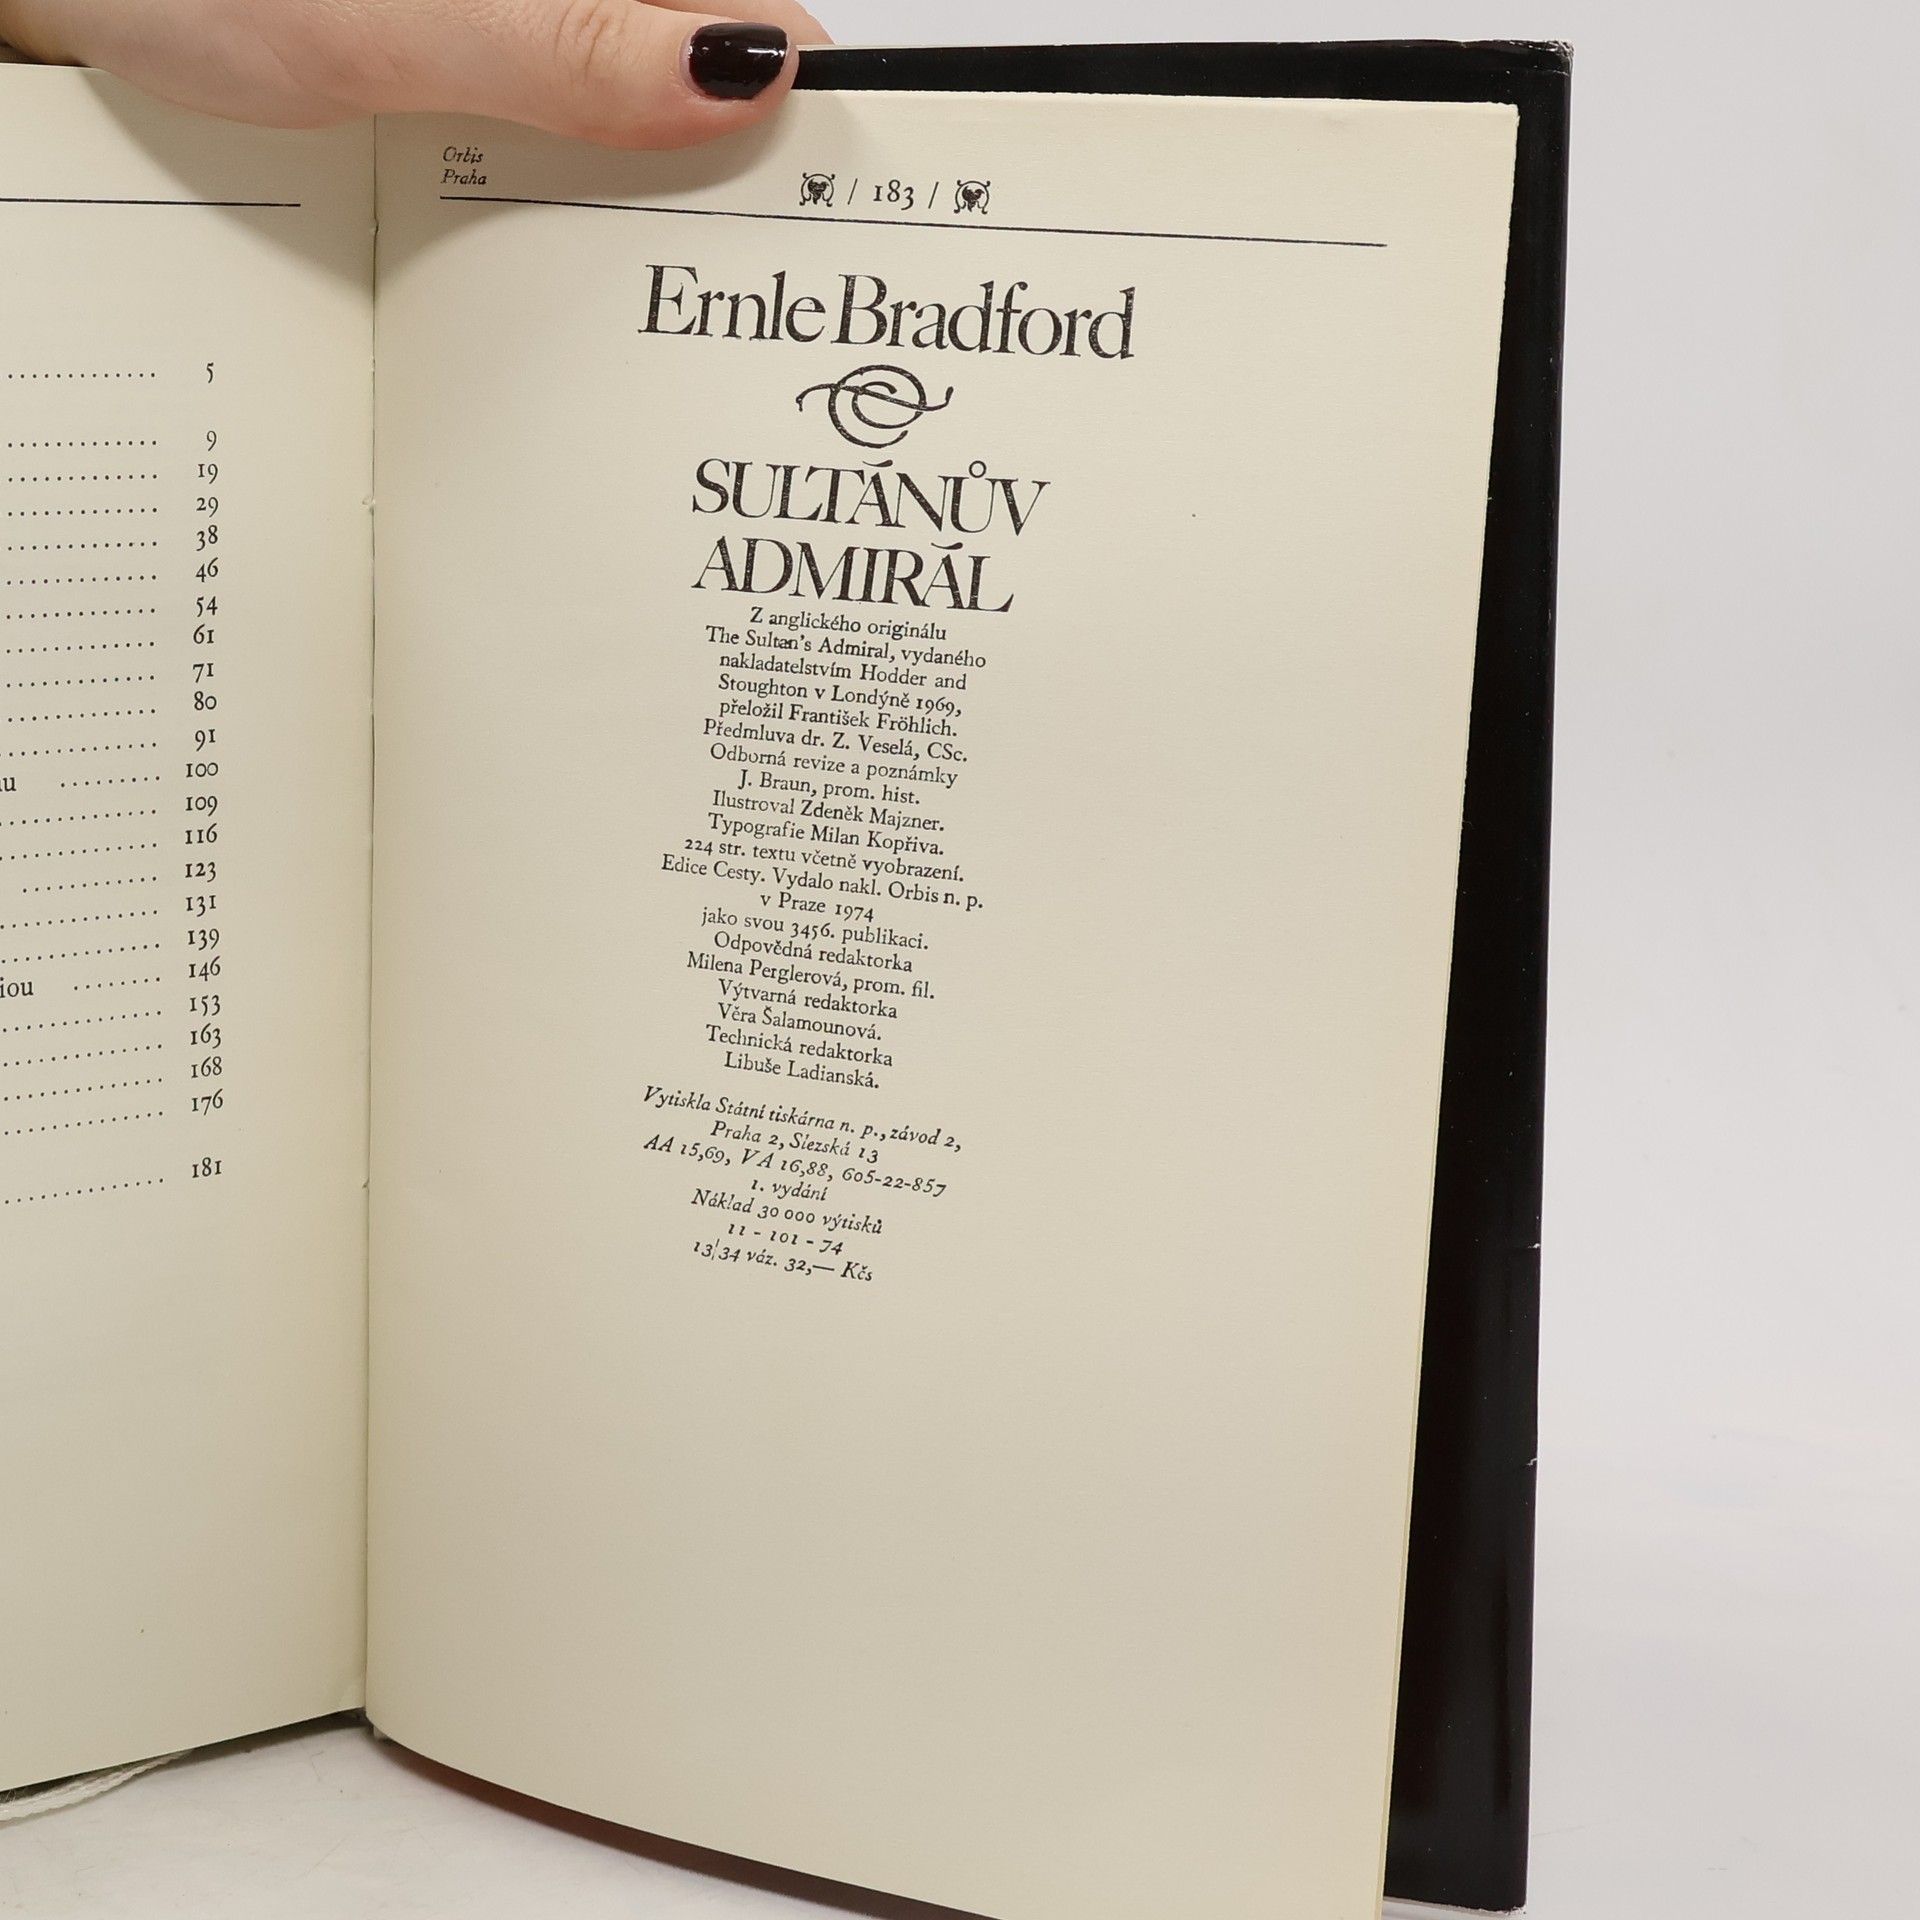 5
9
19
29
38
46
54
61
71
80
91
100
109
116
123
131
139
iou 146
153
163
168
176
181
Orbis
Praha
/ 183 /
Ernle Bradford
SULTÁNŮV
ADMIRÁL
Z anglického originálu
The Sultan's Admiral, vydaného
nakladatelstvím Hodder and
Stoughton v Londýně 1969,
přeložil František Fröhlich.
Předmluva dr. Z. Veselá, CSc.
Odborná revize a poznámky
J. Braun, prom. hist.
Ilustroval Zdeněk Majzner.
Typografie Milan Kopřiva.
224 str. textu včetně vyobrazení.
Edice Cesty. Vydalo nakl. Orbis n. p.
v Praze 1974
jako svou 3456. publikaci.
Odpovědná redaktorka
Milena Perglerová, prom. fil.
Výtvarná redaktorka
Věra Šalamounová.
Technická redaktorka
Libuše Ladianská.
Vytiskla Státní tiskárna n. p., závod 2,
Praha 2, Slezská 13
AA 15,69, VA 16,88, 605-22-857
1. vydání
Náklad 30 000 výtisků
11 - 101 - 74
13/34 váz. 32,— Kčs